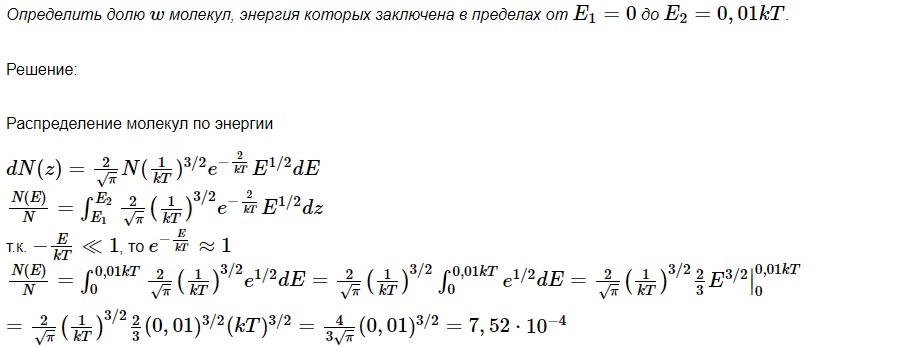 Определить долю $w$ молекул, энергия которых заключена в пределах от $E_1 = 0$ до $E_2 = 0,01kT$.
Решение:
Распределение молекул по энергии
$dN(z) = \frac{2}{\sqrt{\pi}} N (\frac{1}{kT})^{3/2} e^{-\frac{2}{kT}} E^{1/2} dE$
$\frac{N(E)}{N} = \int_{E_1}^{E_2} \frac{2}{\sqrt{\pi}} \left(\frac{1}{kT}\right)^{3/2} e^{-\frac{2}{kT}} E^{1/2} dz$
т.к. $-\frac{E}{kT} \ll 1$, то $e^{-\frac{E}{kT}} \approx 1$
$\frac{N(E)}{N} = \int_0^{0,01kT} \frac{2}{\sqrt{\pi}} \left(\frac{1}{kT}\right)^{3/2} e^{1/2} dE = \frac{2}{\sqrt{\pi}} \left(\frac{1}{kT}\right)^{3/2} \int_0^{0,01kT} e^{1/2} dE = \frac{2}{\sqrt{\pi}} \left(\frac{1}{kT}\right)^{3/2} \frac{2}{3} E^{3/2} \big|_0^{0,01kT}$
$= \frac{2}{\sqrt{\pi}} \left(\frac{1}{kT}\right)^{3/2} \frac{2}{3} (0,01)^{3/2} (kT)^{3/2} = \frac{4}{3\sqrt{\pi}} (0,01)^{3/2} = 7,52 \cdot 10^{-4}$